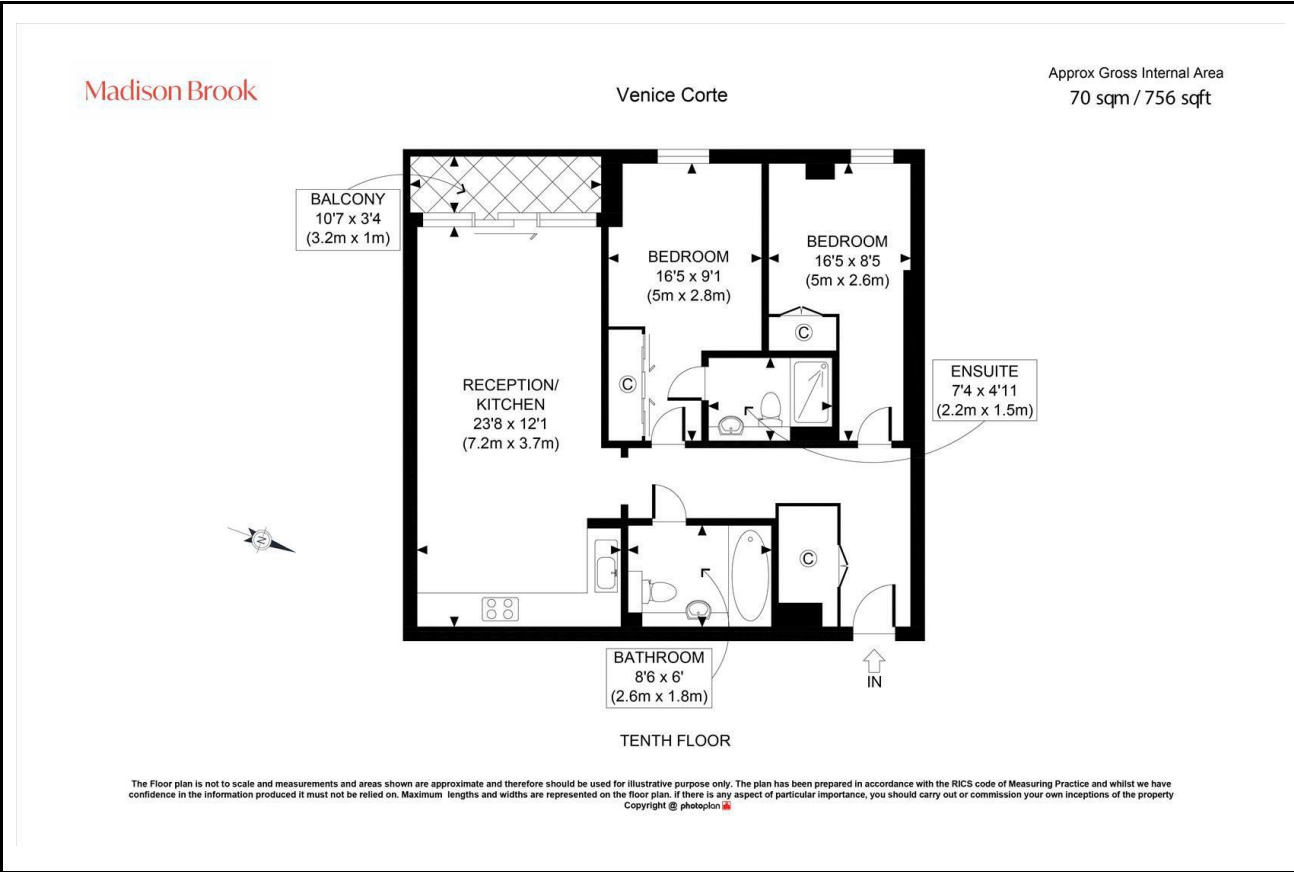 Madison Brook
Venice Corte
Approx Gross Internal Area
70 sqm / 756 sqft
BALCONY
10'7 x 3'4
(3.2m x 1m)
BEDROOM
16'5 x 9'1
(5m x 2.8m)
BEDROOM
16'5 x 8'5
(5m x 2.6m)
C
C
RECEPTION/
KITCHEN
23'8 x 12'1
(7.2m x 3.7m)
ENSUITE
7'4 x 4'11
(2.2m x 1.5m)
N
C
BATHROOM
8'6 x 6'
(2.6m x 1.8m)
IN
TENTH FLOOR
The Floor plan is not to scale and measurements and areas shown are approximate and therefore should be used for illustrative purpose only. The plan has been prepared in accordance with the RICS code of Measuring Practice and whilst we have
confidence in the information produced it must not be relied on. Maximum lengths and widths are represented on the floor plan. if there is any aspect of particular importance, you should carry out or commission your own inceptions of the property
Copyright @ photoplan